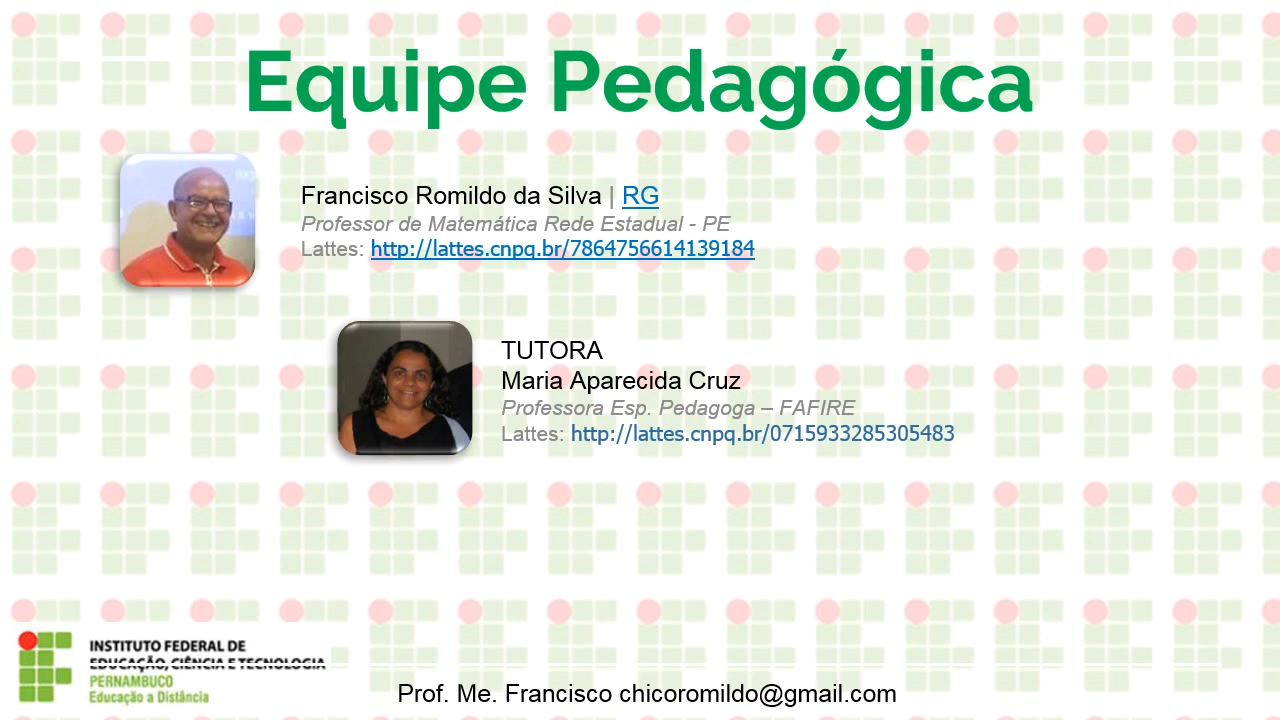 Equipe Pedagógica
Francisco Romildo da Silva | RG
Professor de Matemática Rede Estadual - PE
Lattes: http://lattes.cnpq.br/7864756614139184
TUTORA
Maria Aparecida Cruz
Professora Esp. Pedagoga – FAFIRE
Lattes: http://lattes.cnpq.br/0715933285305483
INSTITUTO FEDERAL DE
EDUCAÇÃO, CIÊNCIA E TECNOLOGIA
PERNAMBUCO
Educação a Distância
Prof. Me. Francisco chicoromildo@gmail.com